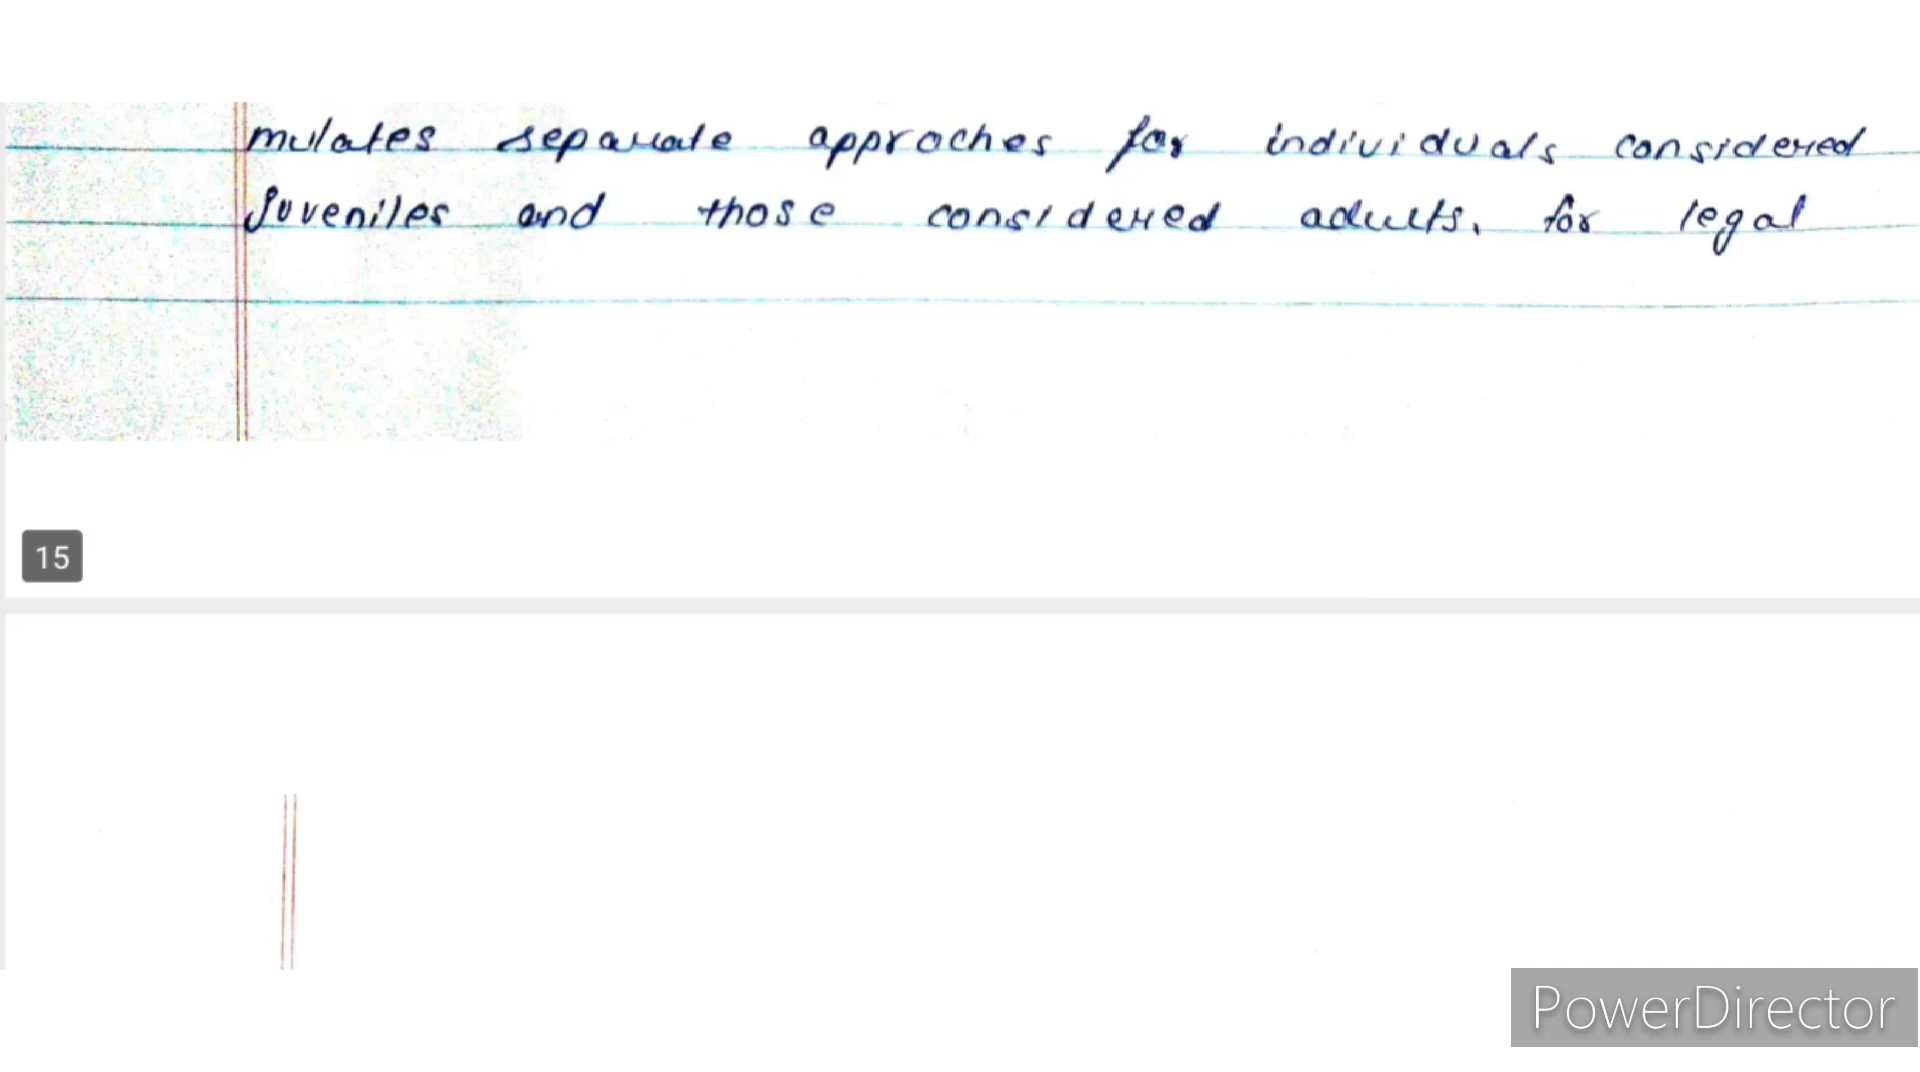 mulates separate approches for individuals considered
Juveniles and those considered adults. for legal
15
PowerDirector